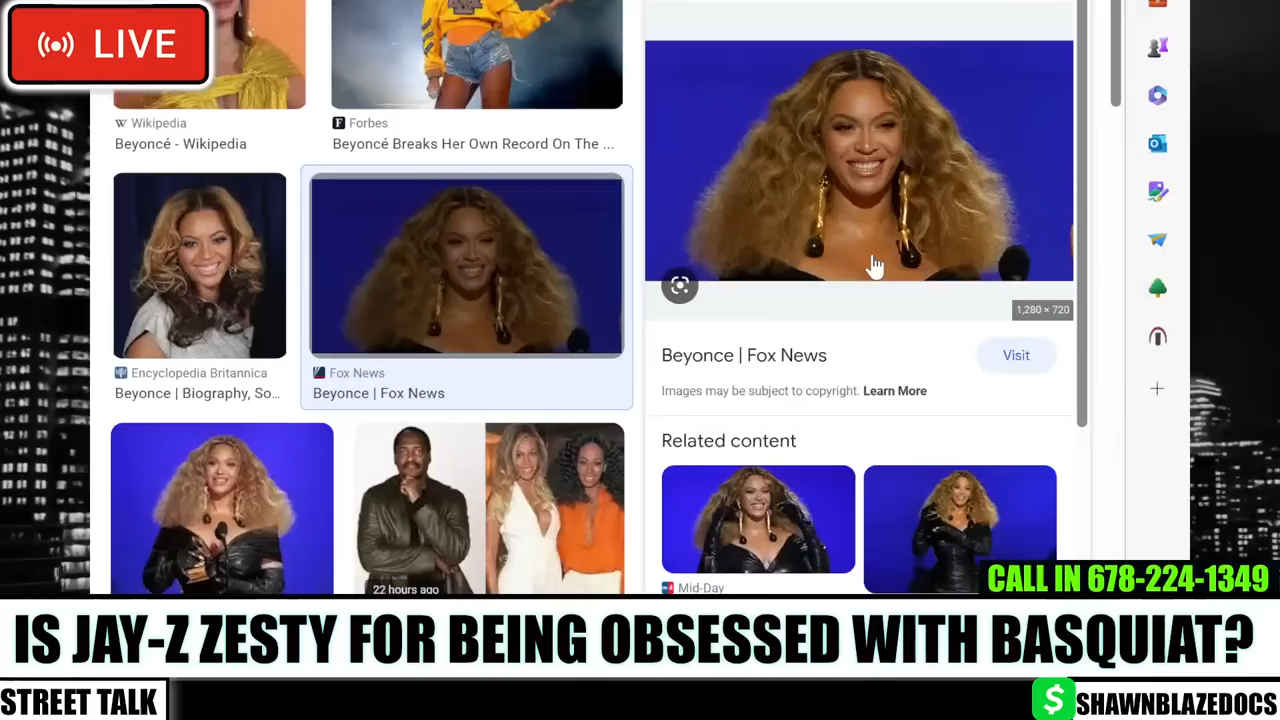 LIVE
W Wikipedia
Beyoncé - Wikipedia
F Forbes
Beyoncé Breaks Her Own Record On The ...
Encyclopedia Britannica
Beyonce | Biography, So...
Fox News
Beyonce | Fox News
22 hours ago
1,280 × 720
Beyonce | Fox News
Visit
Images may be subject to copyright. Learn More
Related content
Mid-Day
CALL IN 678-224-1349
IS JAY-Z ZESTY FOR BEING OBSESSED WITH BASQUIAT?
STREET TALK
$ SHAWNBLAZEDOCS